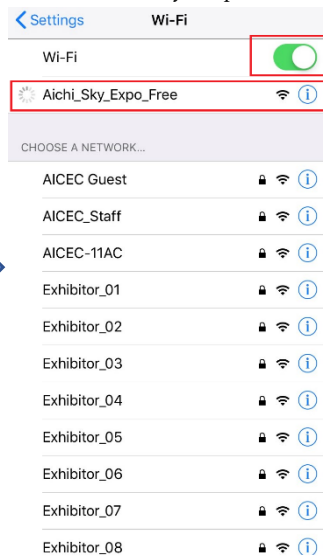 Settings Wi-Fi
Wi-Fi
Aichi_Sky_Expo_Free
CHOOSE A NETWORK...
AICEC Guest
AICEC_Staff
AICEC-11AC
Exhibitor_01
Exhibitor_02
Exhibitor_03
Exhibitor_04
Exhibitor_05
Exhibitor_06
Exhibitor_07
Exhibitor_08